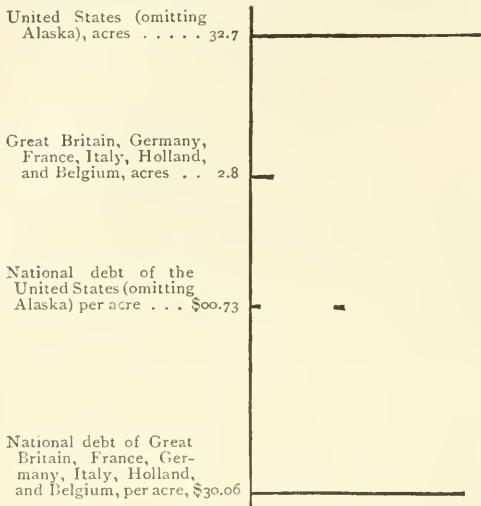 United States (omitting
Alaska), acres . . . . . 32.7
Great Britain, Germany,
France, Italy, Holland,
and Belgium, acres . . 2.8
National debt of the
United States (omitting
Alaska) per acre . . . $00.73
National debt of Great
Britain, France, Ger-
many, Italy, Holland,
and Belgium, per acre, $30.06